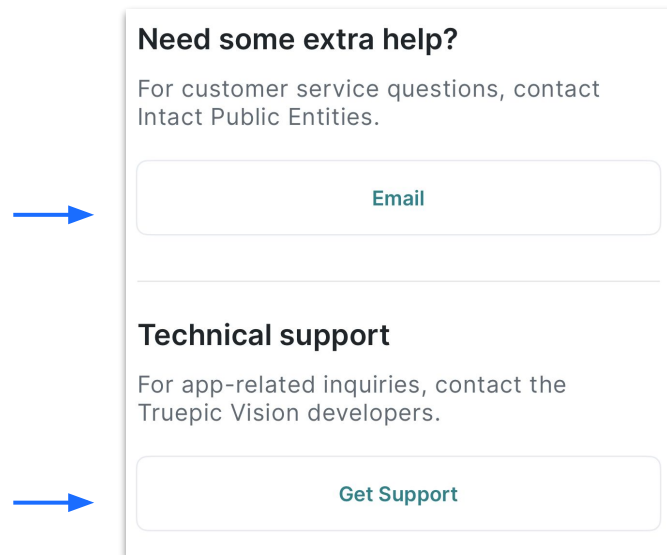 Need some extra help?
For customer service questions, contact
Intact Public Entities.
Email
Technical support
For app-related inquiries, contact the
Truepic Vision developers.
Get Support